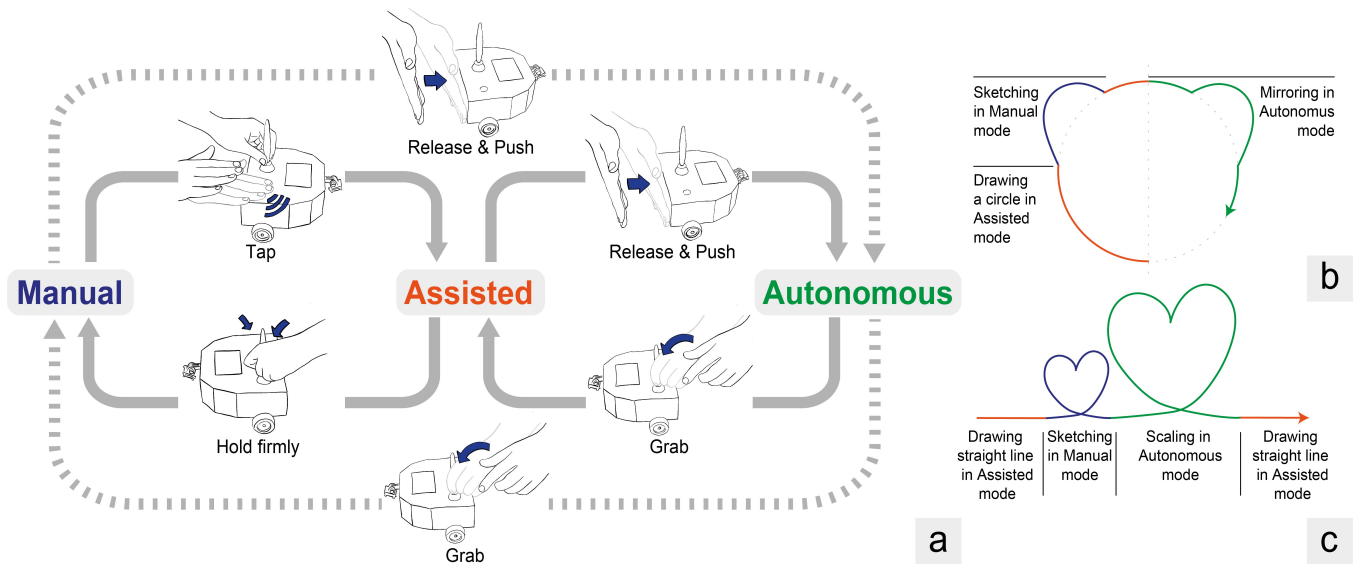 Release & Push
Tap
Release & Push
Manual
Assisted
Autonomous
Hold firmly
Grab
Grab
a
Sketching
in Manual
mode
Mirroring in
Autonomus
mode
Drawing
a circle in
Assisted
mode
b
Drawing
straight line
in Assisted
mode
Sketching
in Manual
mode
Scaling in
Autonomous
mode
Drawing
straight line
in Assisted
mode
c